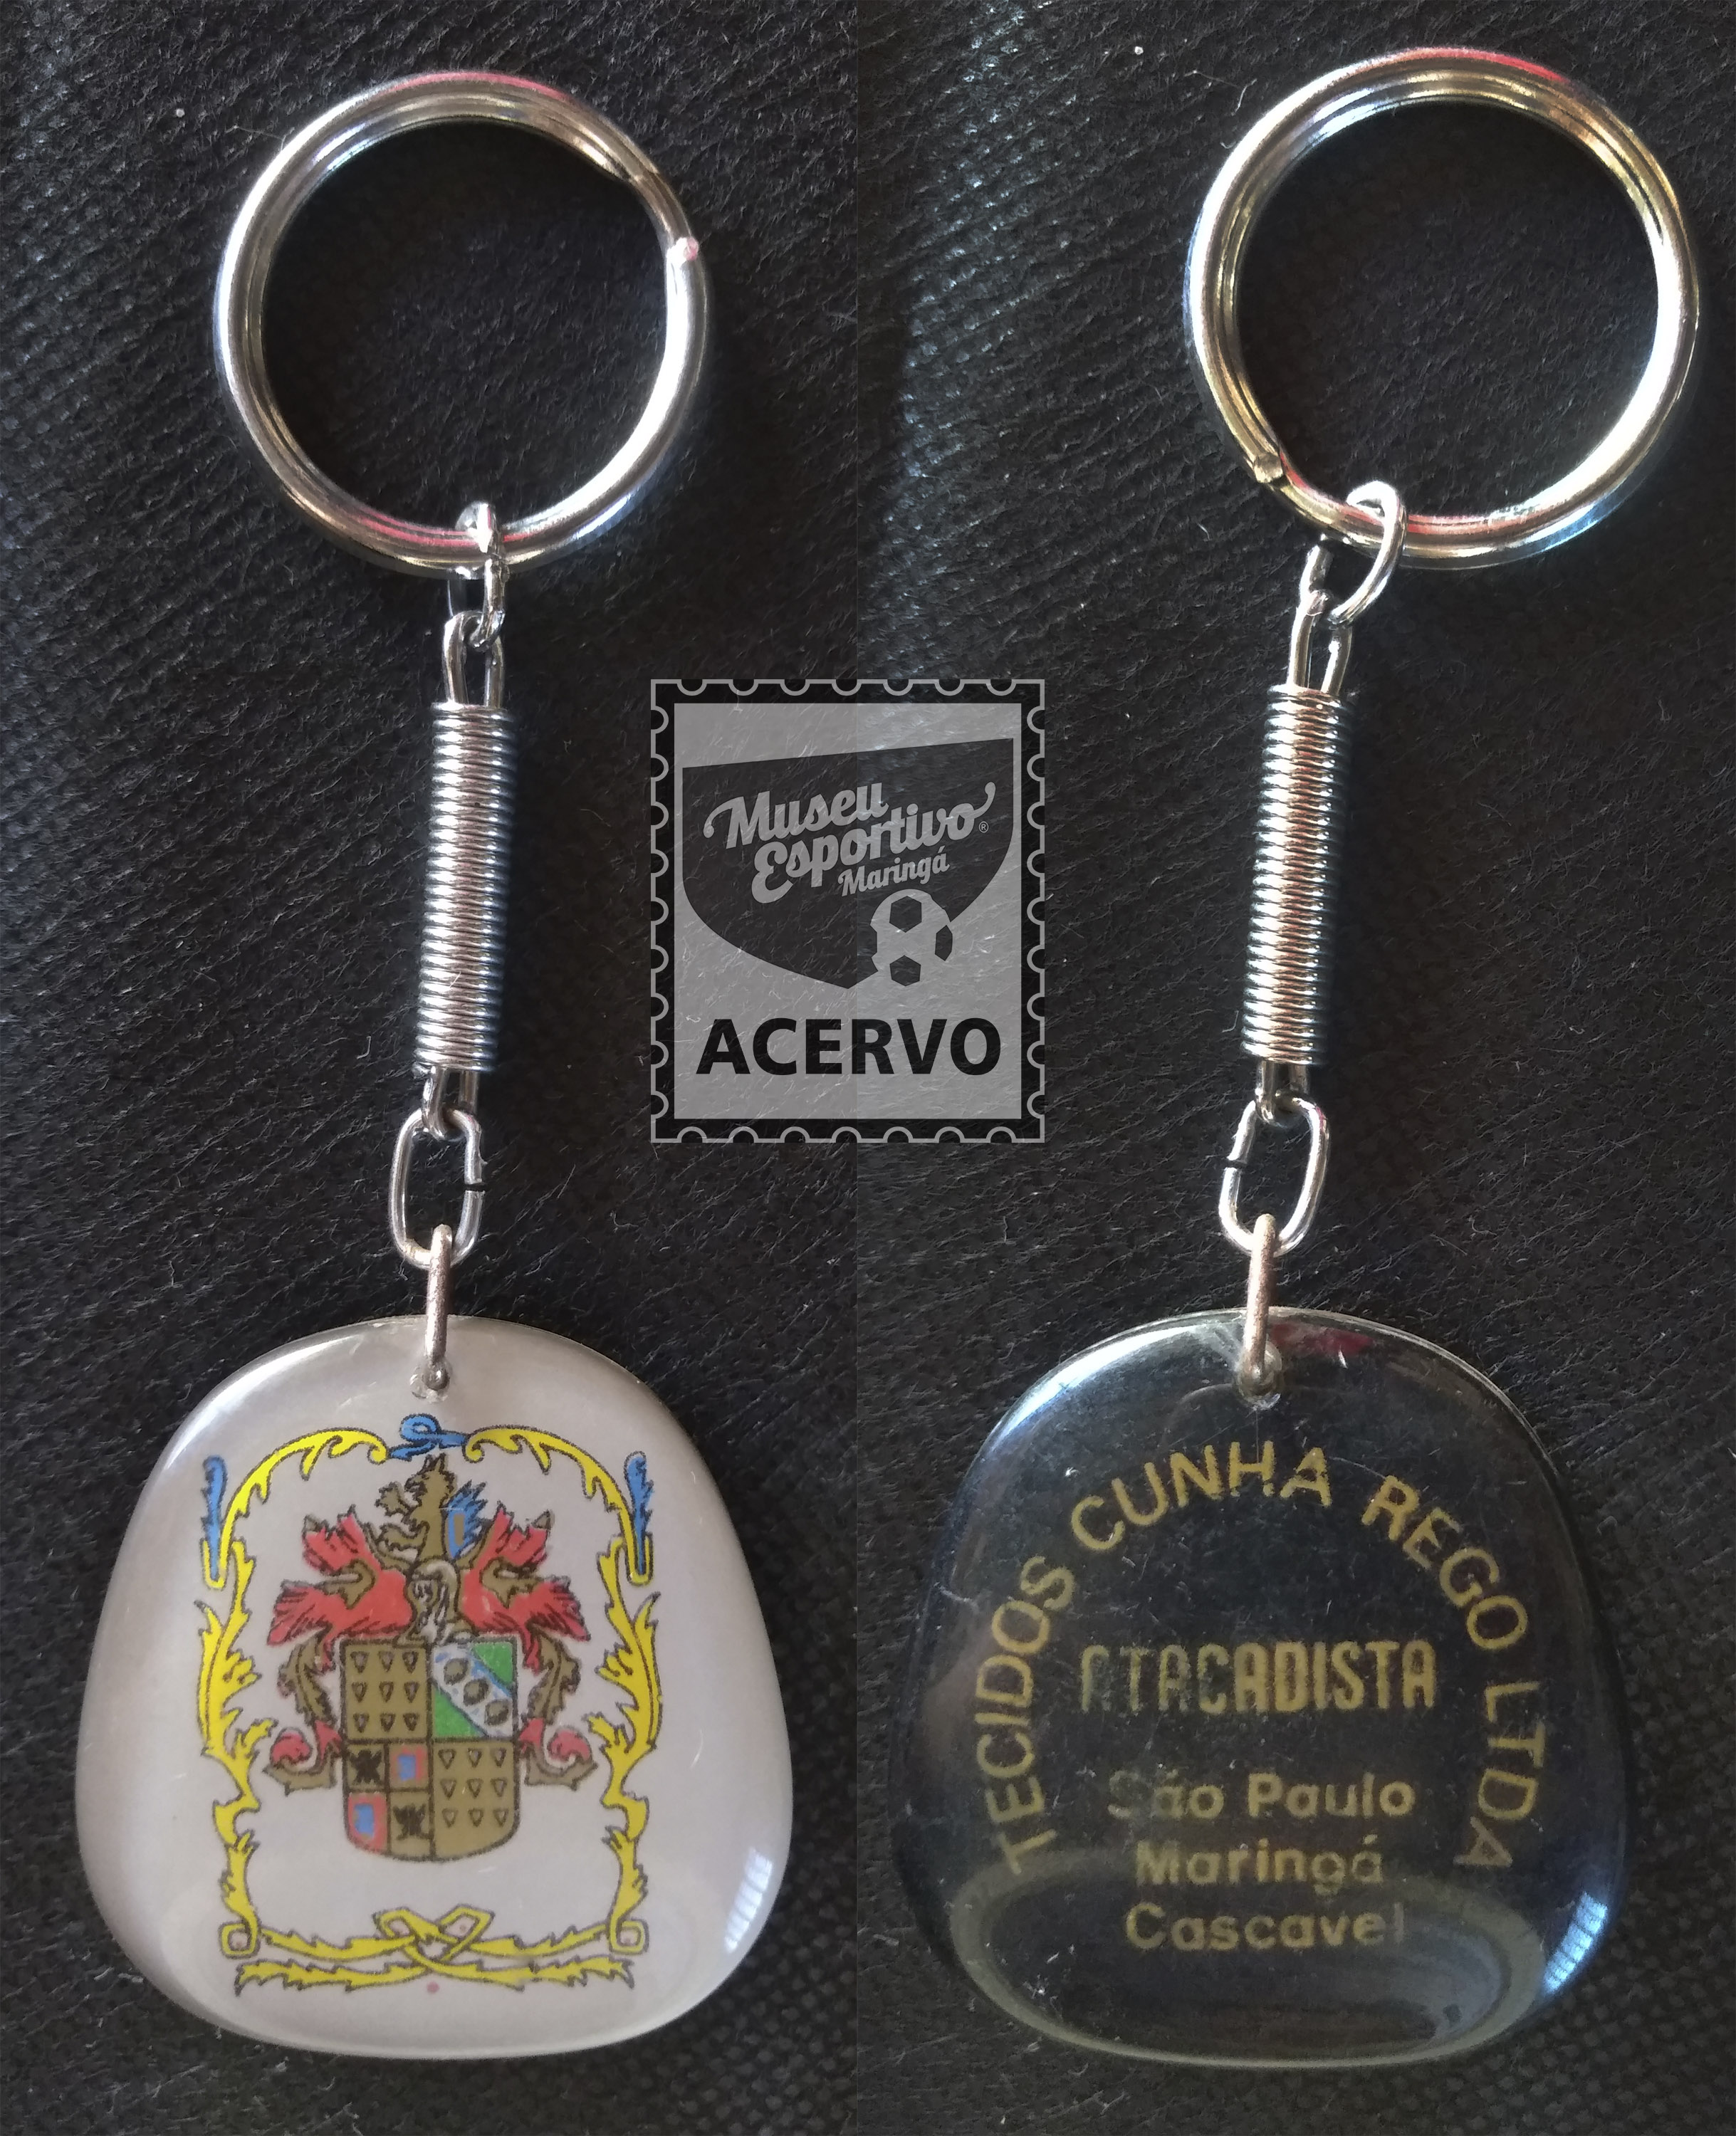 Museu
Esportivo®
Maringá
ACERVO
TECIDOS CUNHA REGO LTDA
ATACADISTA
São Paulo
Maringá
Cascavel